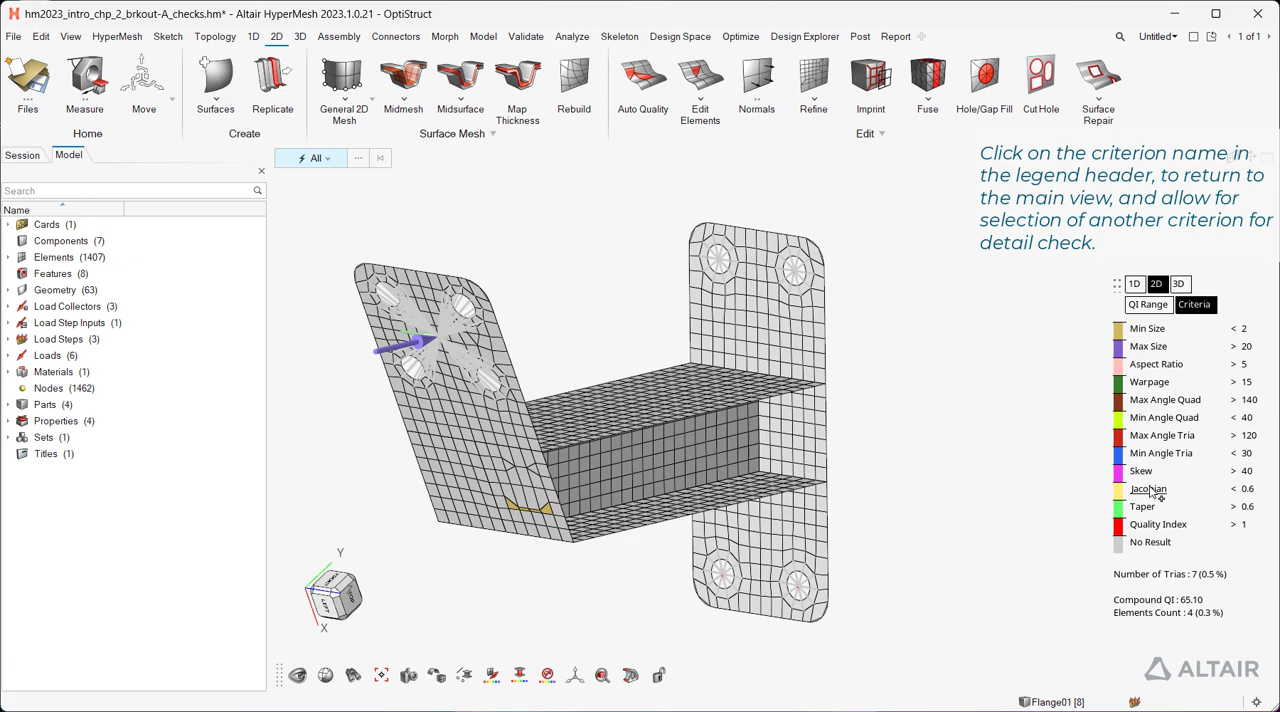 hm2023_intro_chp_2_brkout-A_checks.hm* - Altair HyperMesh 2023.1.0.21 - OptiStruct
File Edit View HyperMesh Sketch Topology 1D 2D 3D Assembly Connectors Morph Model Validate Analyze Skeleton Design Space Optimize Design Explorer Post Report Untitled 1 of 1
Files Measure Move Surfaces Replicate General 2D Mesh Midmesh Midsurface Map Thickness Rebuild Auto Quality Edit Elements Normals Refine Imprint Fuse Hole/Gap Fill Cut Hole Surface Repair
Home Create Surface Mesh Edit
Session Model
All
Search
Name
Cards (1)
Components (7)
Elements (1407)
Features (8)
Geometry (63)
Load Collectors (3)
Load Step Inputs (1)
Load Steps (3)
Loads (6)
Materials (1)
Nodes (1462)
Parts (4)
Properties (4)
Sets (1)
Titles (1)
Click on the criterion name in
the legend header, to return to
the main view, and allow for
selection of another criterion for
detail check.
1D 2D 3D
QI Range Criteria
Min Size < 2
Max Size > 20
Aspect Ratio > 5
Warpage > 15
Max Angle Quad > 140
Min Angle Quad < 40
Max Angle Tria > 120
Min Angle Tria < 30
Skew > 40
Jacobian < 0.6
Taper > 0.6
Quality Index > 1
No Result
Number of Trias : 7 (0.5 %)
Compound QI : 65.10
Elements Count : 4 (0.3 %)
Y
LEFT
X
ALTAIR
Flange01 [8]